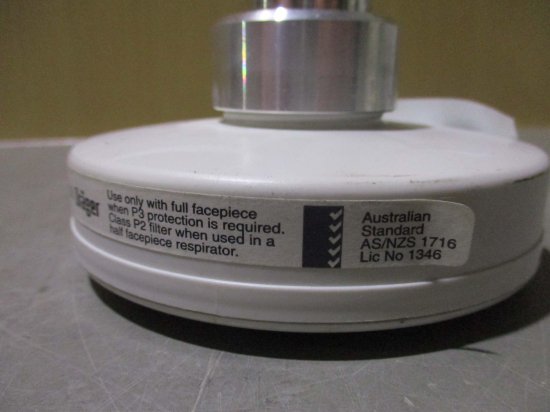 Dräger
Use only with full facepiece
when P3 protection is required.
Class P2 filter when used in a
half facepiece respirator.
Australian
Standard
AS/NZS 1716
Lic No 1346